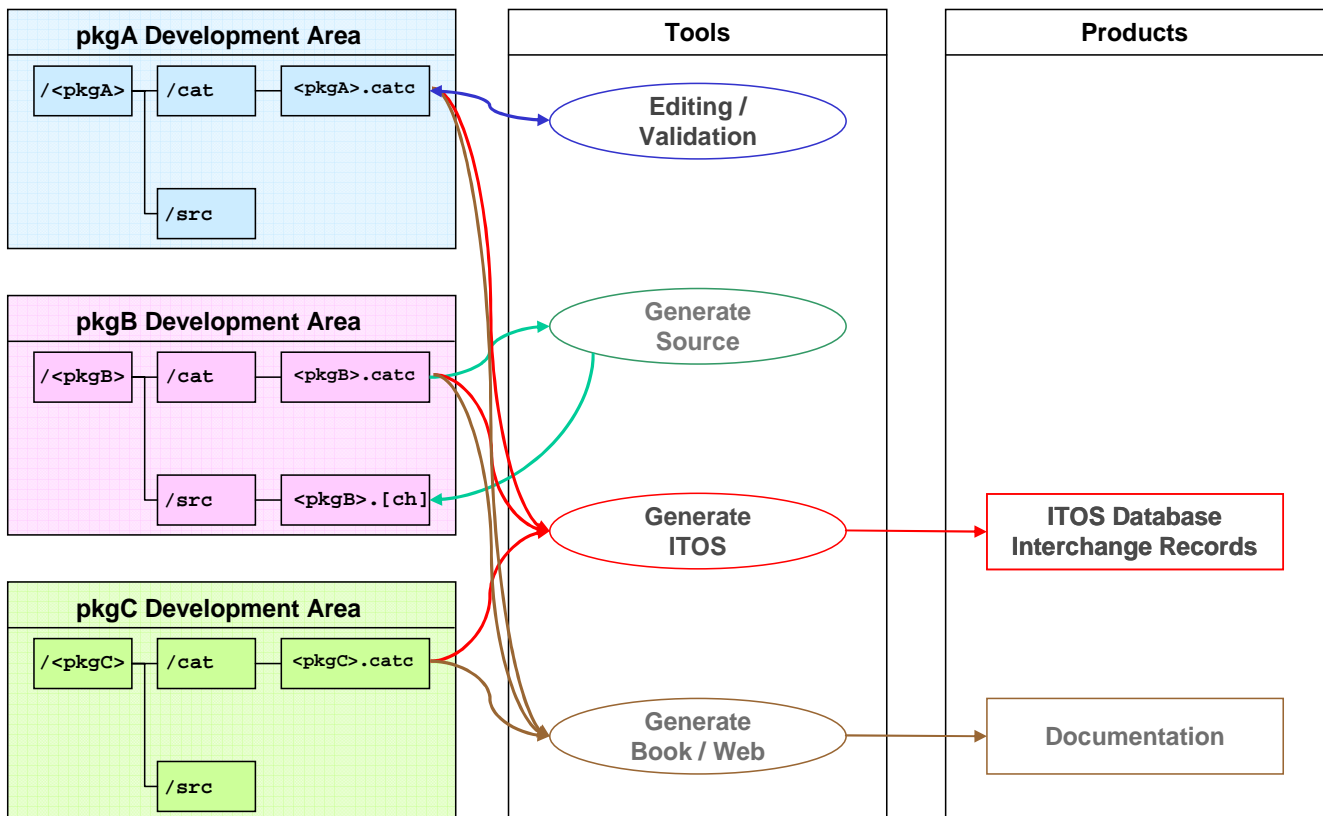 pkgA Development Area
/<pkgA>
/cat
<pkgA>.catc
/src
pkgB Development Area
/<pkgB>
/cat
<pkgB>.catc
/src
<pkgB>.[ch]
pkgC Development Area
/<pkgC>
/cat
<pkgC>.catc
/src
Tools
Editing /
Validation
Generate
Source
Generate
ITOS
Generate
Book / Web
Products
ITOS Database
Interchange Records
Documentation